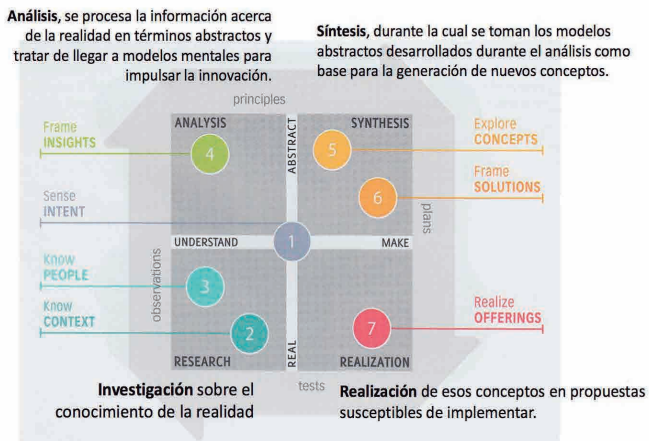 Análisis, se procesa la información acerca
de la realidad en términos abstractos y
tratar de llegar a modelos mentales para
impulsar la innovación.
Síntesis, durante la cual se toman los modelos
abstractos desarrollados durante el análisis como
base para la generación de nuevos conceptos.
principles
ANALYSIS
ABSTRACT
SYNTHESIS
Frame
INSIGHTS
4
5
Explore
CONCEPTS
Frame
SOLUTIONS
6
Sense
INTENT
plans
UNDERSTAND
1
MAKE
observations
Know
PEOPLE
3
Know
CONTEXT
2
7
Realize
OFFERINGS
RESEARCH
REAL
REALIZATION
tests
Investigación sobre el
conocimiento de la realidad
Realización de esos conceptos en propuestas
susceptibles de implementar.